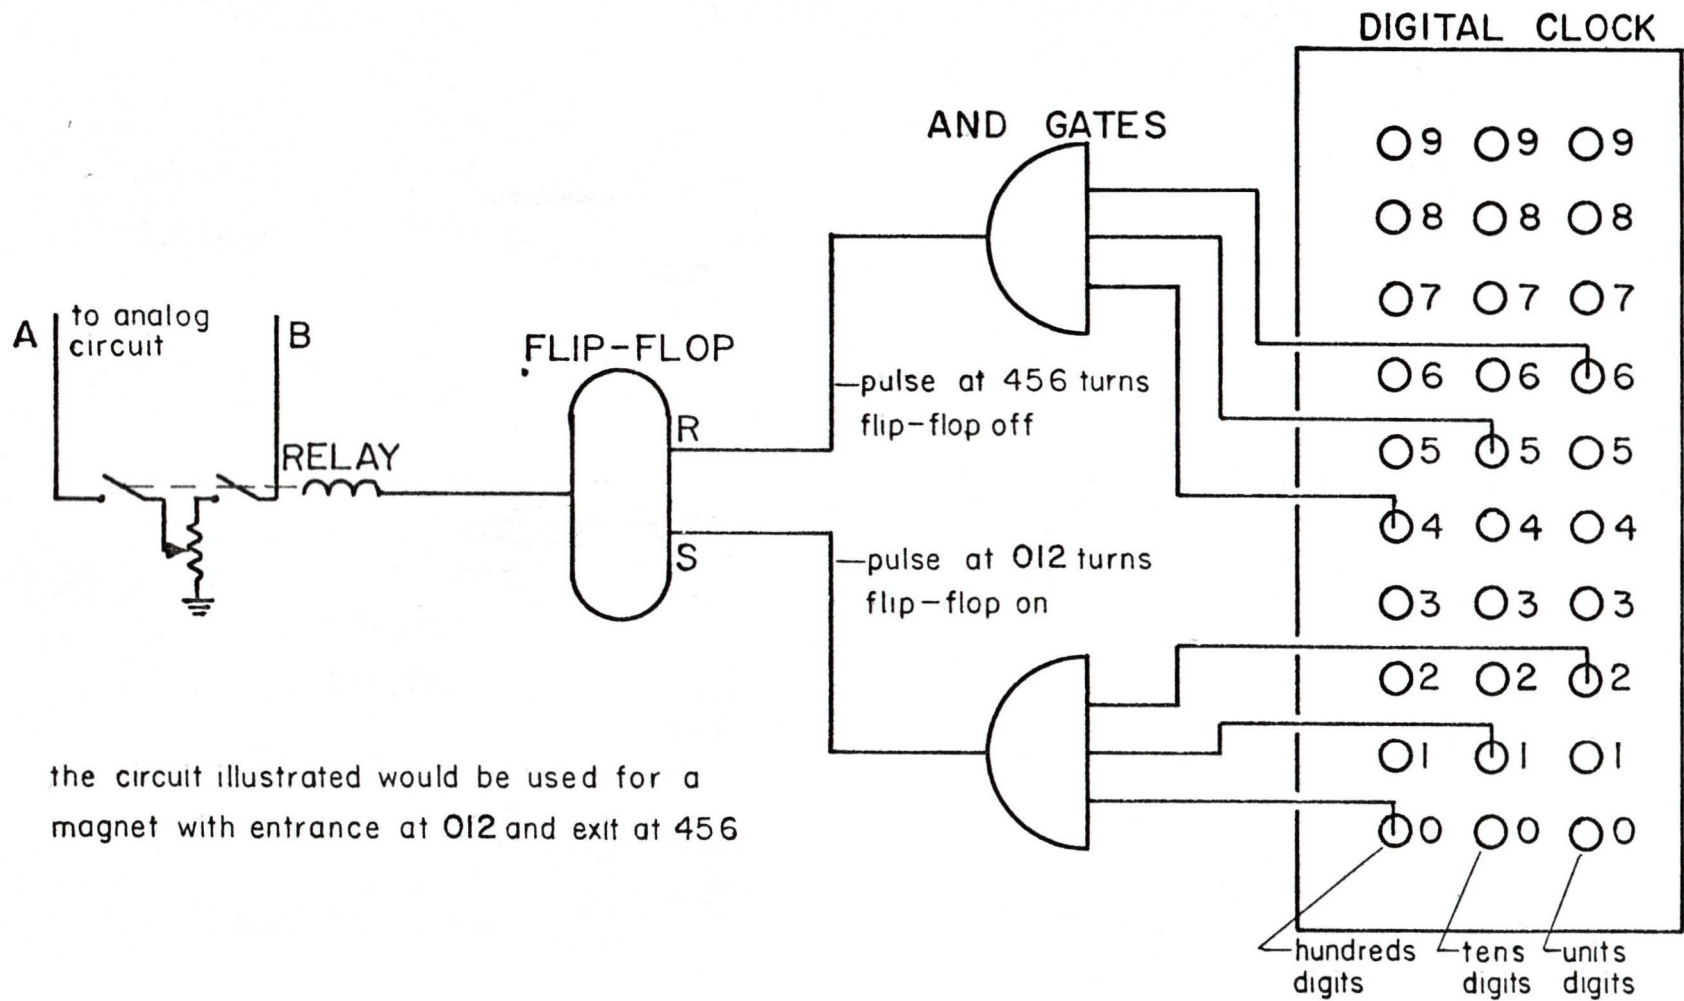 DIGITAL CLOCK
AND GATES
9 9 9
8 8 8
7 7 7
6 6 6
5 5 5
4 4 4
3 3 3
2 2 2
1 1 1
0 0 0
hundreds digits
tens digits
units digits
pulse at 456 turns
flip-flop off
pulse at 012 turns
flip-flop on
FLIP-FLOP
R
S
RELAY
A
to analog
circuit
B
the circuit illustrated would be used for a
magnet with entrance at 012 and exit at 456